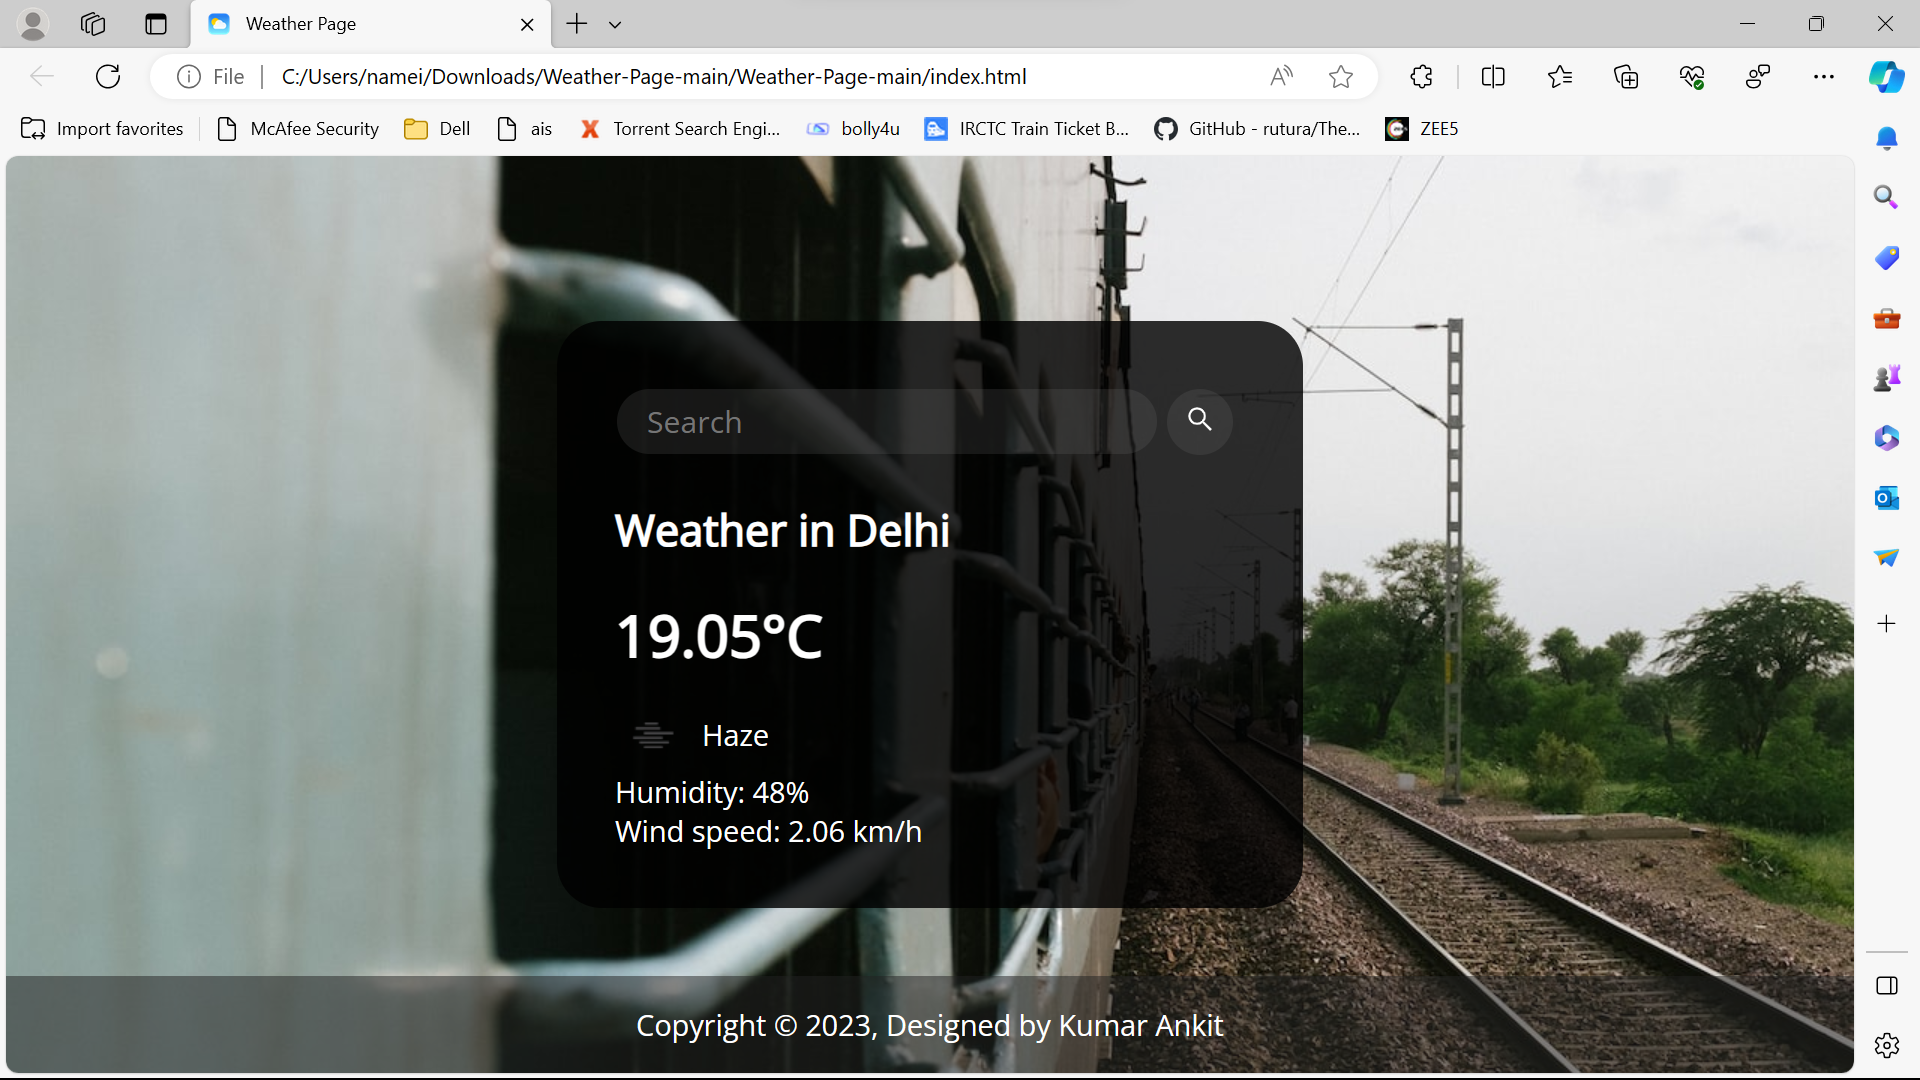 Weather Page
File
C:/Users/namei/Downloads/Weather-Page-main/Weather-Page-main/index.html
Import favorites
McAfee Security
Dell
ais
Torrent Search Engi...
bolly4u
IRCTC Train Ticket B...
GitHub - rutura/The...
ZEE5
Search
Weather in Delhi
19.05°C
Haze
Humidity: 48%
Wind speed: 2.06 km/h
Copyright © 2023, Designed by Kumar Ankit